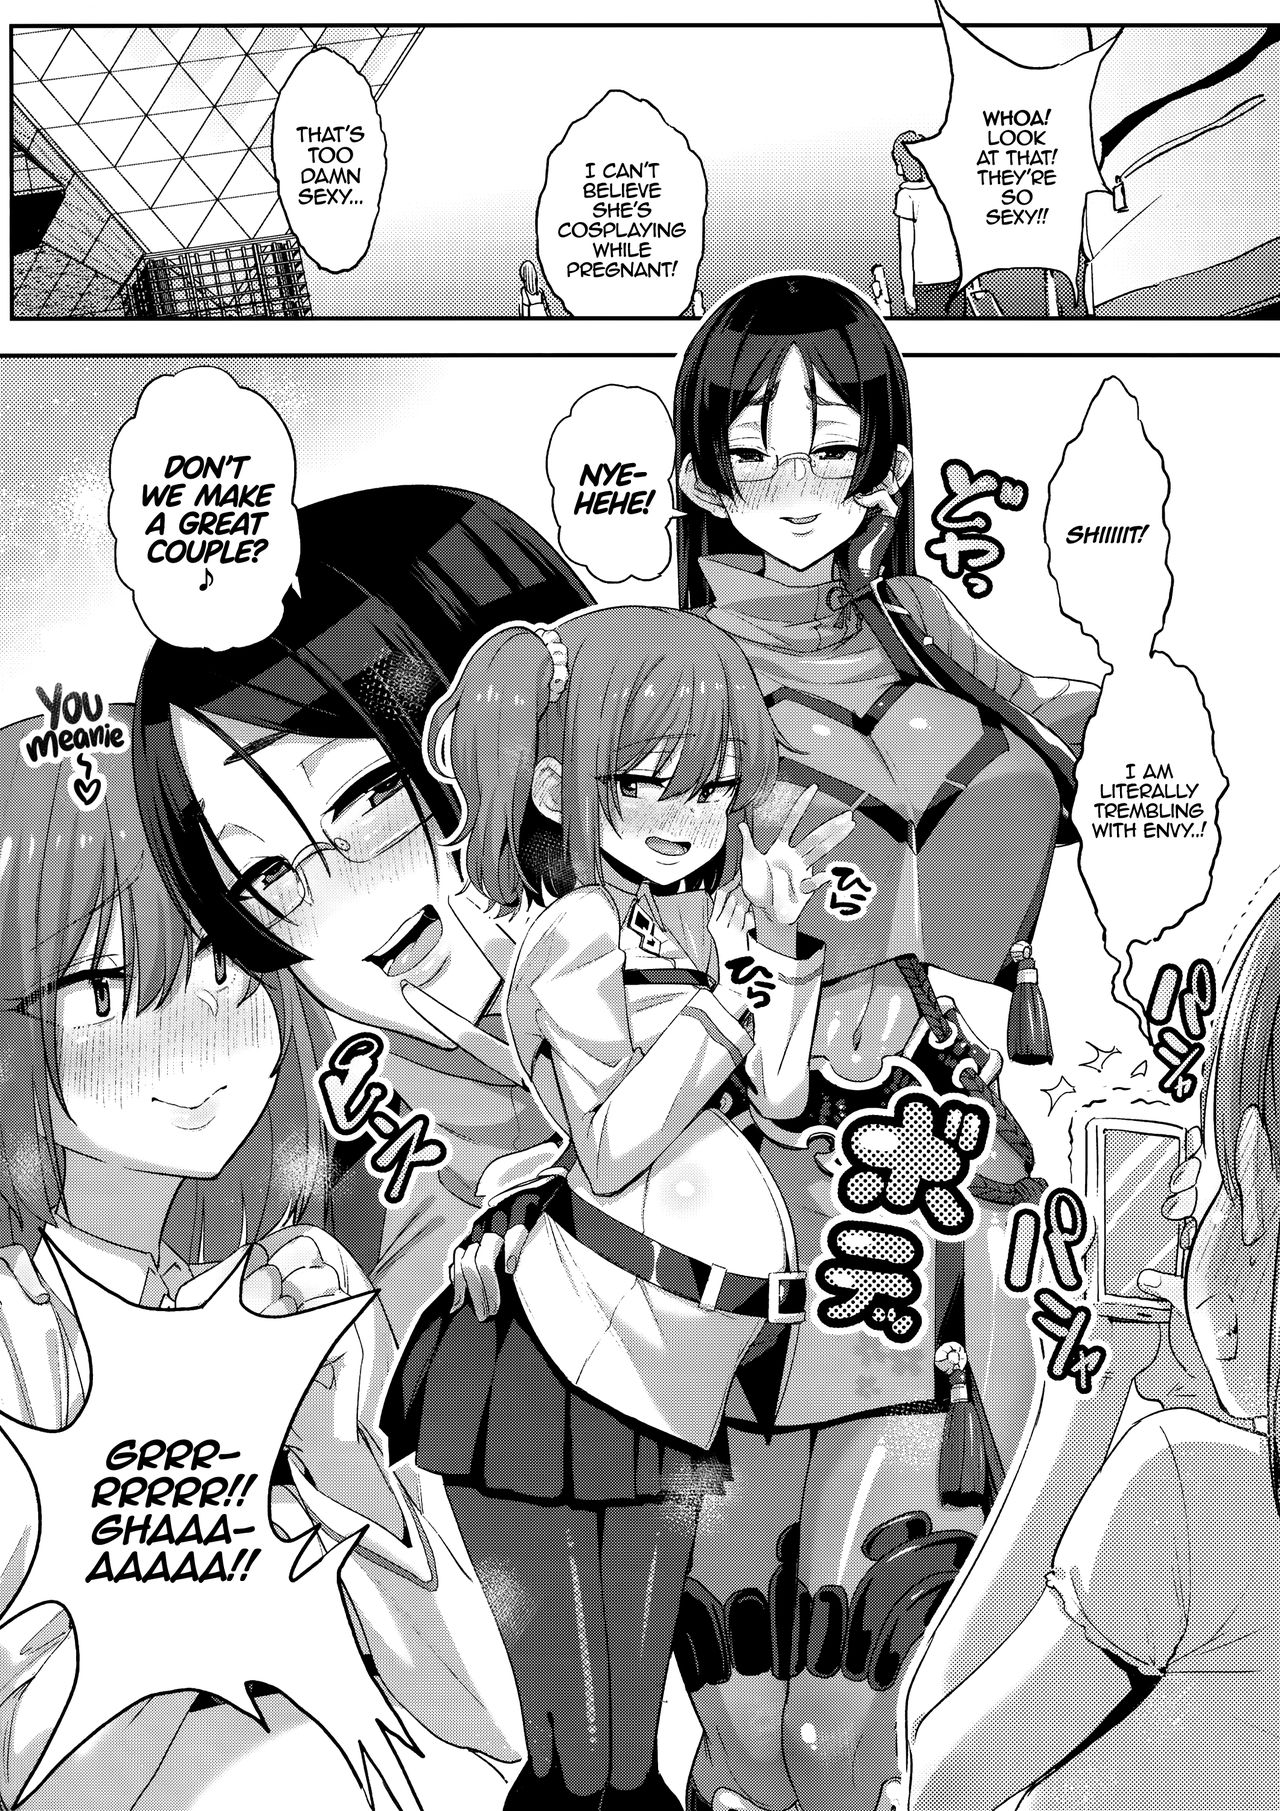 WHOA!
LOOK
AT THAT!
THEY'RE
SO
SEXY!!
I CAN'T
BELIEVE
SHE'S
COSPLAYING
WHILE
PREGNANT!
THAT'S
TOO
DAMN
SEXY...
SHIIIIIT!
I AM
LITERALLY
TREMBLING
WITH ENVY..!
NYE-
HEHE!
DON'T
WE MAKE
A GREAT
COUPLE?
♪
YOU
meanie
~♡
GRRR-
RRRRR!!
GHAAA-
AAAAA!!
どやっ
ひら
ひら
ボデ
パシャ
パシャ